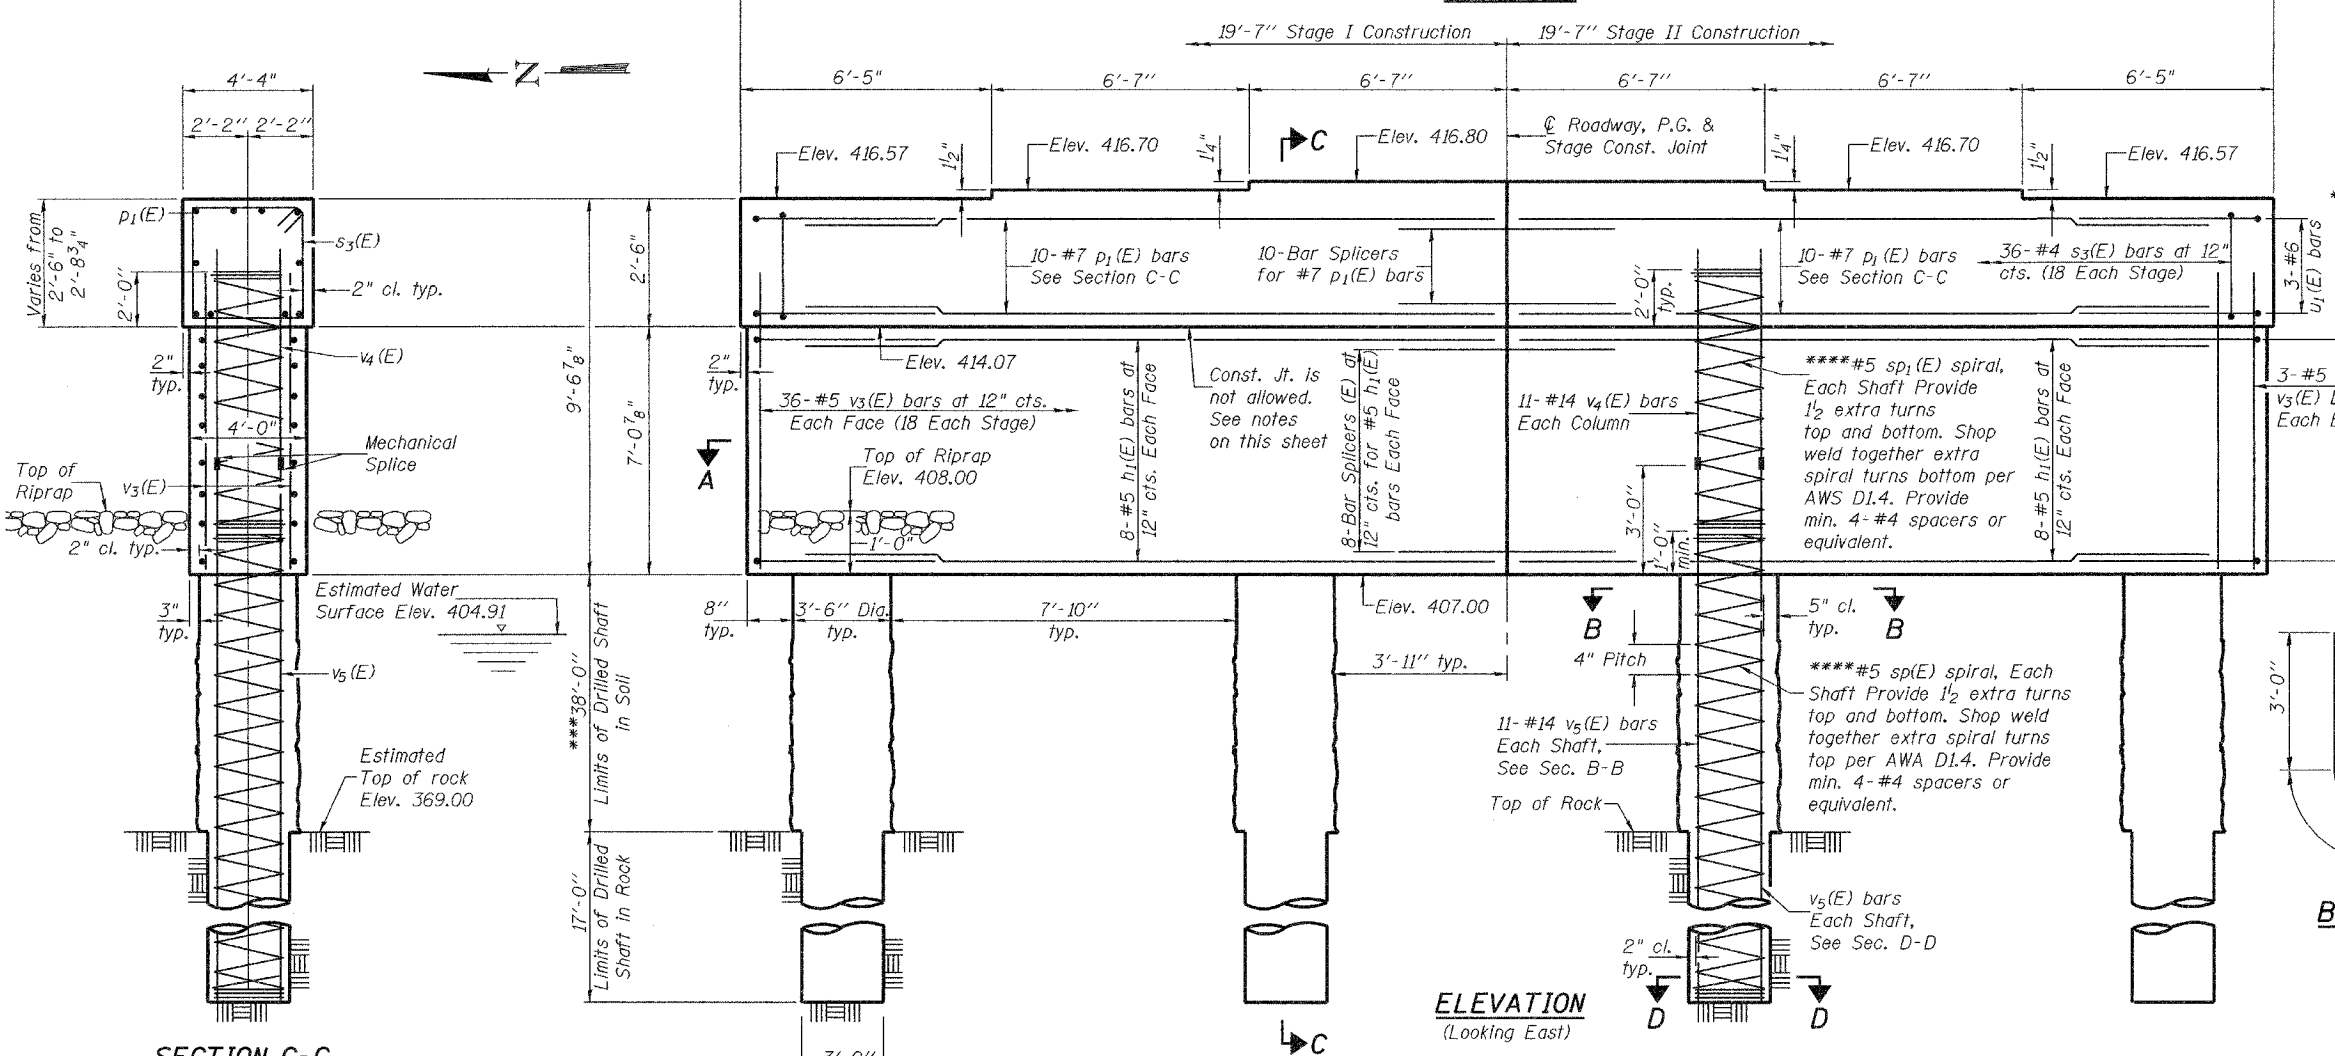 19'-7" Stage I Construction
19'-7" Stage II Construction
Z
4'-4"
6'-5"
6'-7"
6'-7"
6'-7"
6'-7"
6'-5"
2'-2"
2'-2"
Elev. 416.57
1½"
Elev. 416.70
1¼"
C
Elev. 416.80
℄ Roadway, P.G. &
Stage Const. Joint
1¼"
Elev. 416.70
1½"
Elev. 416.57
Varies from
2'-6" to
2'-8¾"
p1(E)
s3(E)
2'-0"
2" cl. typ.
2'-6"
10-#7 p1(E) bars
See Section C-C
10-Bar Splicers
for #7 p1(E) bars
2'-0"
typ.
10-#7 p1(E) bars
See Section C-C
36-#4 s3(E) bars at 12"
cts. (18 Each Stage)
3-#6
u1(E) bars
2"
typ.
v4(E)
9'-6⅞"
7'-0⅞"
2"
typ.
Elev. 414.07
36-#5 v3(E) bars at 12" cts.
Each Face (18 Each Stage)
8-#5 h1(E) bars at
12" cts. Each Face
Const. Jt. is
not allowed.
See notes
on this sheet
8-Bar Splicers (E) at
12" cts. for #5 h1(E)
bars Each Face
11-#14 v4(E) bars
Each Column
****#5 sp1(E) spiral,
Each Shaft Provide
1½ extra turns
top and bottom. Shop
weld together extra
spiral turns bottom per
AWS D1.4. Provide
min. 4-#4 spacers or
equivalent.
8-#5 h1(E) bars at
12" cts. Each Face
3-#5
v3(E)
Each
4'-0"
Mechanical
Splice
Top of
Riprap
v3(E)
2" cl. typ.
A
Top of Riprap
Elev. 408.00
1'-0"
3'-0"
1'-0"
min.
3"
typ.
Estimated Water
Surface Elev. 404.91
***38'-0"
Limits of Drilled Shaft
in Soil
8"
typ.
3'-6" Dia.
typ.
7'-10"
typ.
Elev. 407.00
3'-11" typ.
B
B
5" cl.
typ.
4" Pitch
v5(E)
****#5 sp(E) spiral, Each
Shaft Provide 1½ extra turns
top and bottom. Shop weld
together extra spiral turns
top per AWA D1.4. Provide
min. 4-#4 spacers or
equivalent.
3'-0"
11-#14 v5(E) bars
Each Shaft,
See Sec. B-B
Estimated
Top of rock
Elev. 369.00
Top of Rock
17'-0"
Limits of Drilled
Shaft in Rock
v5(E) bars
Each Shaft,
See Sec. D-D
2" cl.
typ.
B
D
D
ELEVATION
(Looking East)
C
SECTION C-C
3'-0"